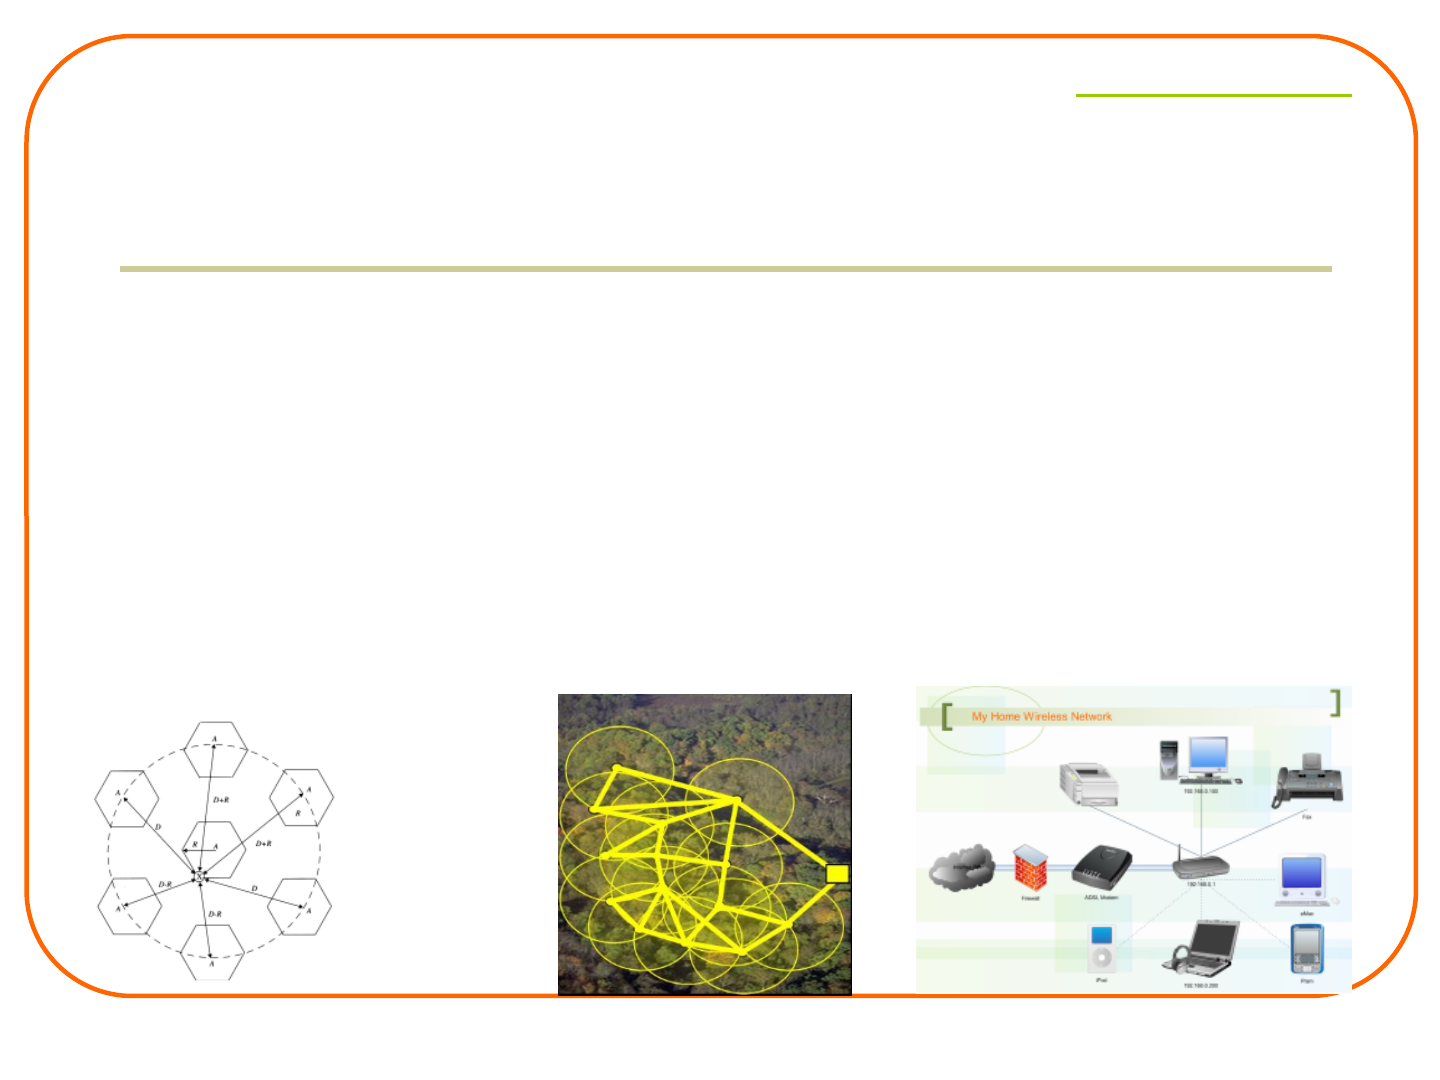 A
A
A
D+R
R
D
R
A
D+R
X
D-R
D
A
A
D-R
A
[ My Home Wireless Network ]
192.168.0.100
Fax
192.168.0.1
Firewall
ADSL Modem
eMac
iPod
192.168.0.200
Palm